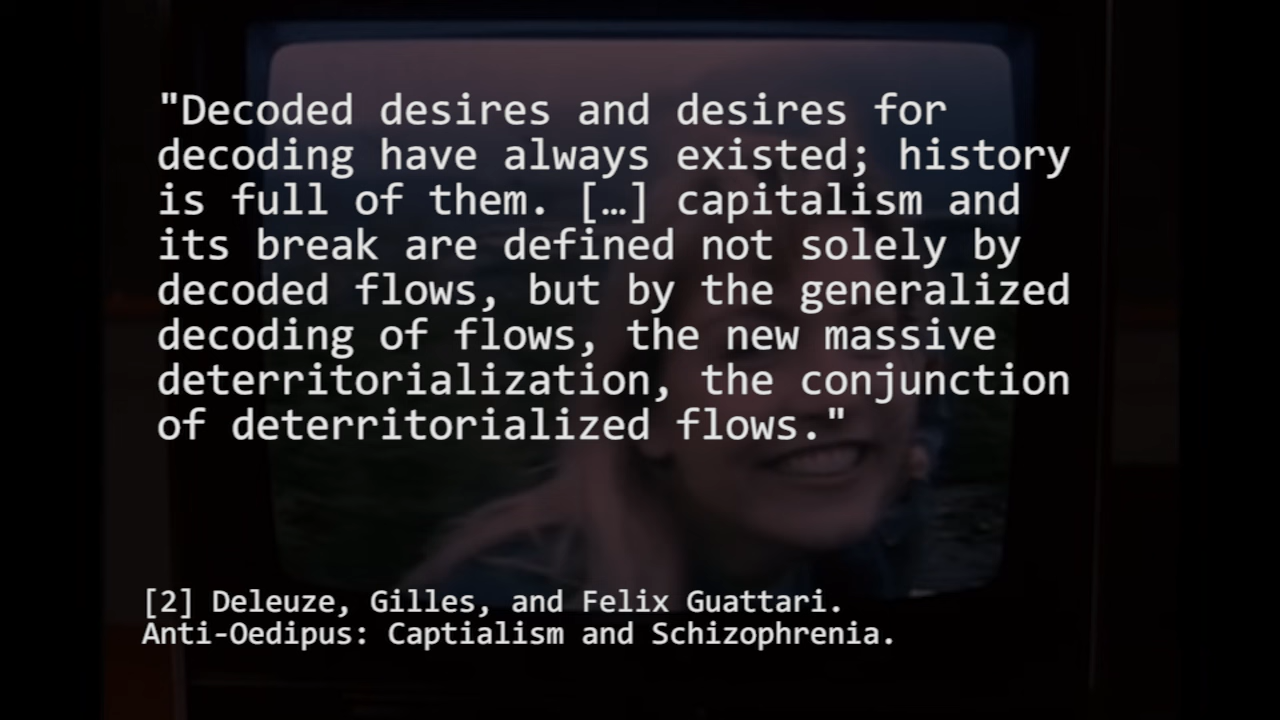 "Decoded desires and desires for
decoding have always existed; history
is full of them. […] capitalism and
its break are defined not solely by
decoded flows, but by the generalized
decoding of flows, the new massive
deterritorialization, the conjunction
of deterritorialized flows."
[2] Deleuze, Gilles, and Felix Guattari.
Anti-Oedipus: Captialism and Schizophrenia.